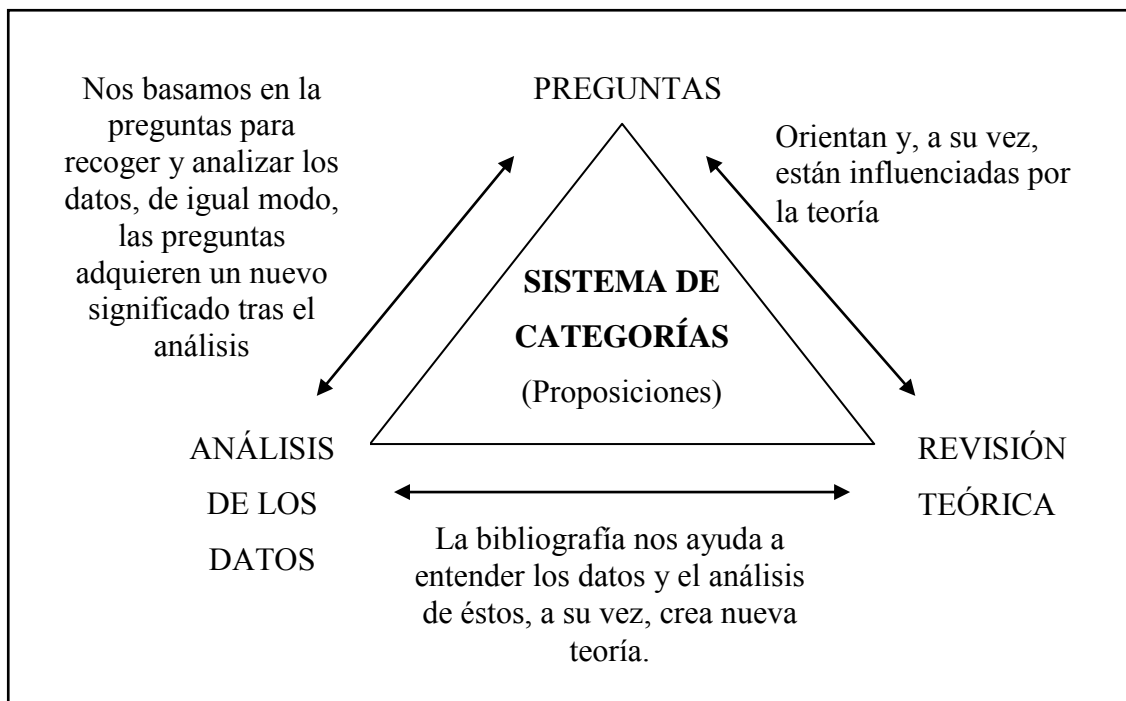 Nos basamos en la
preguntas para
recoger y analizar los
datos, de igual modo,
las preguntas
adquieren un nuevo
significado tras el
análisis
PREGUNTAS
Orientan y, a su vez,
están influenciadas por
la teoría
SISTEMA DE
CATEGORÍAS
(Proposiciones)
ANÁLISIS
DE LOS
DATOS
REVISIÓN
TEÓRICA
La bibliografía nos ayuda a
entender los datos y el análisis
de éstos, a su vez, crea nueva
teoría.